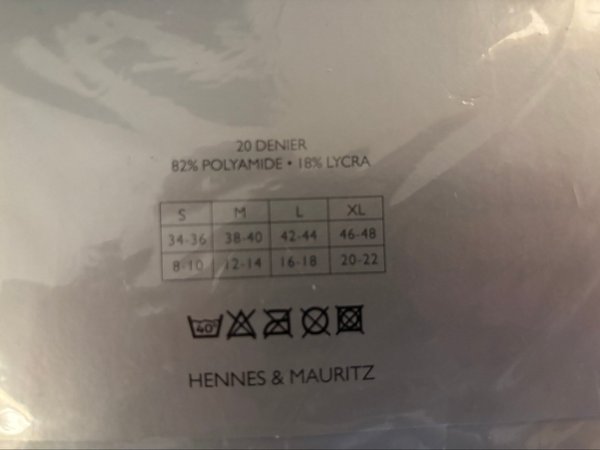 20 DENIER
82% POLYAMIDE • 18% LYCRA
S M L XL
34-36 38-40 42-44 46-48
8-10 12-14 16-18 20-22
40°
HENNES & MAURITZ